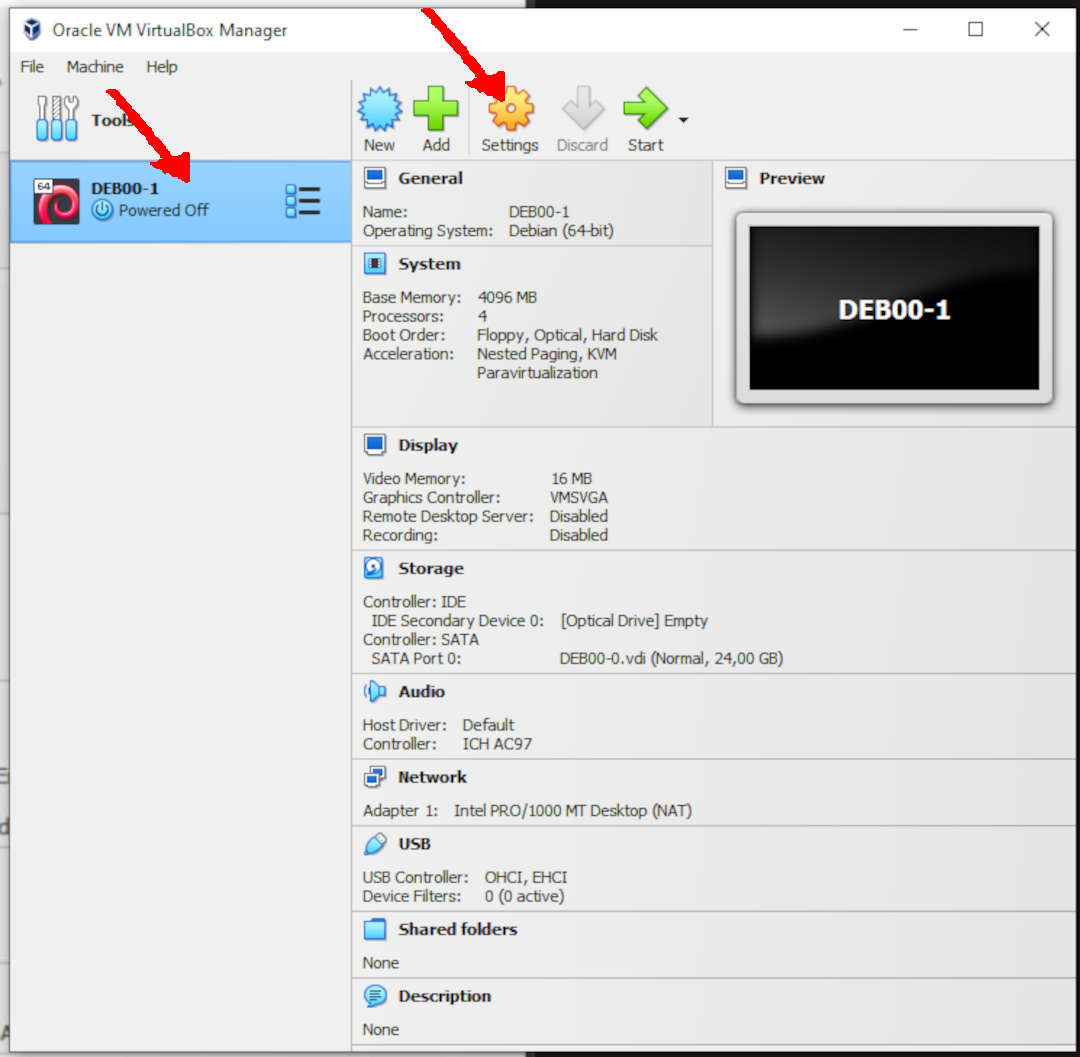 Oracle VM VirtualBox Manager
File Machine Help
Tools
New Add Settings Discard Start
64
DEB00-1
Powered Off
General
Name: DEB00-1
Operating System: Debian (64-bit)
Preview
DEB00-1
System
Base Memory: 4096 MB
Processors: 4
Boot Order: Floppy, Optical, Hard Disk
Acceleration: Nested Paging, KVM
Paravirtualization
Display
Video Memory: 16 MB
Graphics Controller: VMSVGA
Remote Desktop Server: Disabled
Recording: Disabled
Storage
Controller: IDE
IDE Secondary Device 0: [Optical Drive] Empty
Controller: SATA
SATA Port 0: DEB00-0.vdi (Normal, 24,00 GB)
Audio
Host Driver: Default
Controller: ICH AC97
Network
Adapter 1: Intel PRO/1000 MT Desktop (NAT)
USB
USB Controller: OHCI, EHCI
Device Filters: 0 (0 active)
Shared folders
None
Description
None